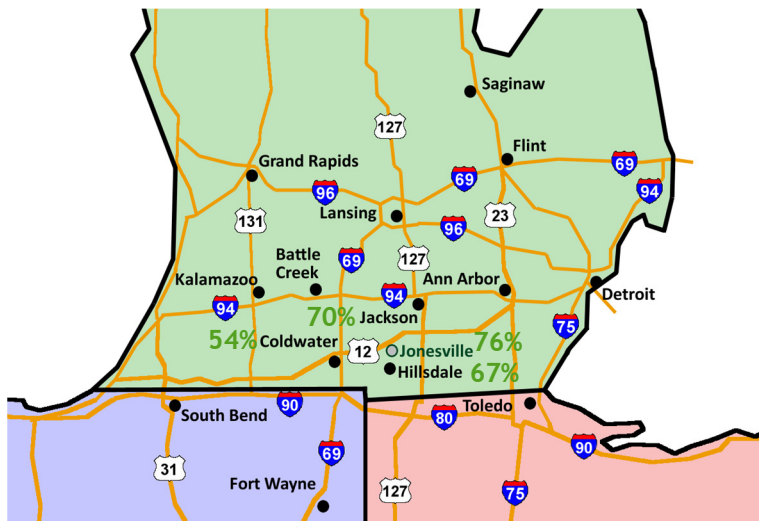 Saginaw
127
Flint
Grand Rapids
69
69
96
94
Lansing
131
23
96
Battle
Creek
69
127
Kalamazoo
Ann Arbor
94
94
Detroit
Jackson
70%
75
54%
Coldwater
12
Jonesville
76%
Hillsdale
67%
90
South Bend
80
Toledo
90
69
31
Fort Wayne
127
75